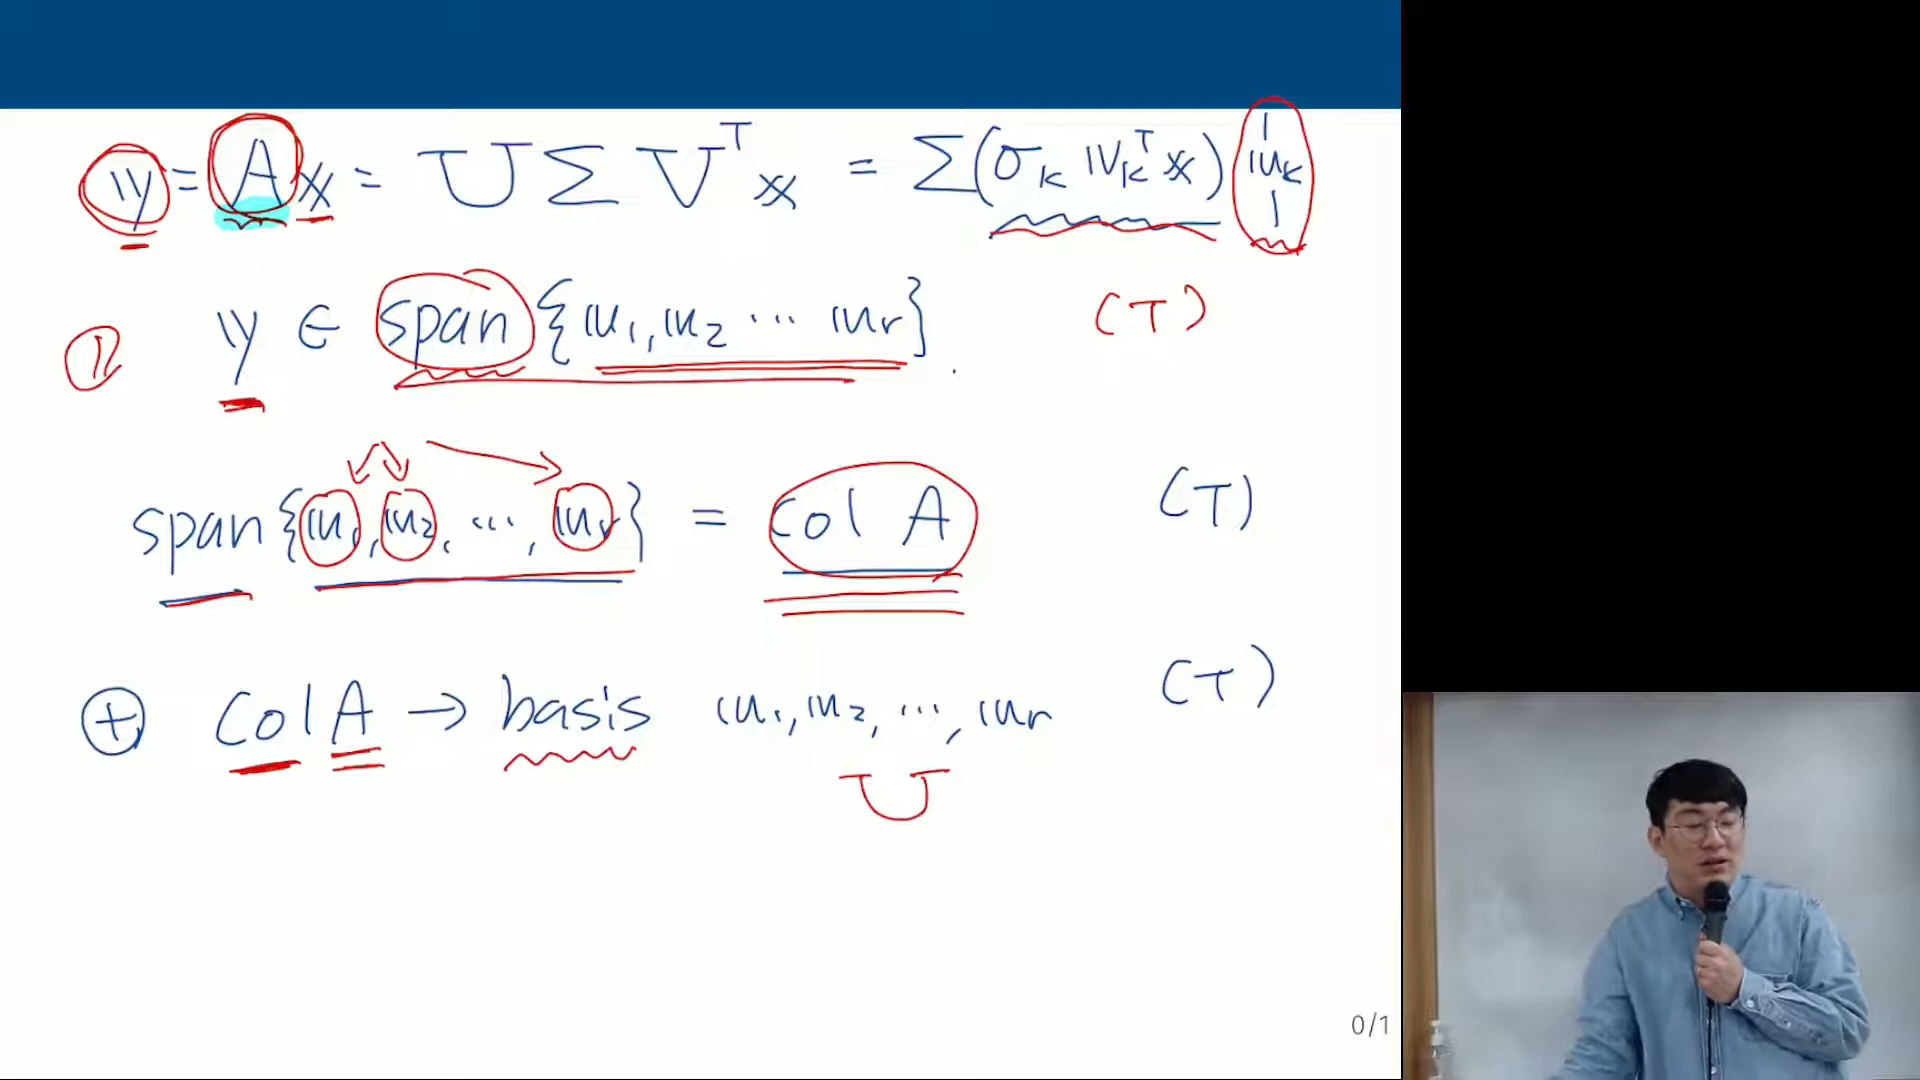 y = A x = U Σ V^T x = Σ(σ_k v_k^T x) u_k
① y ∈ span {u_1, u_2 ... u_r} (T)
span {u_1, u_2, ..., u_r} = Col A (T)
⊕ Col A → basis u_1, u_2, ..., u_r (T)
U
0/1